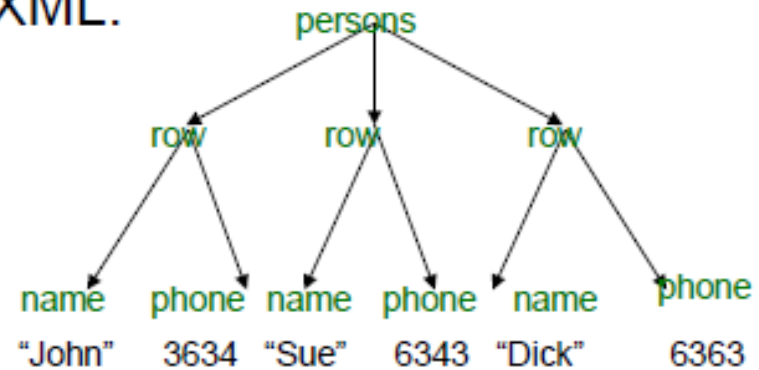 XML:
persons
row row row
name phone name phone name phone
“John” 3634 “Sue” 6343 “Dick” 6363